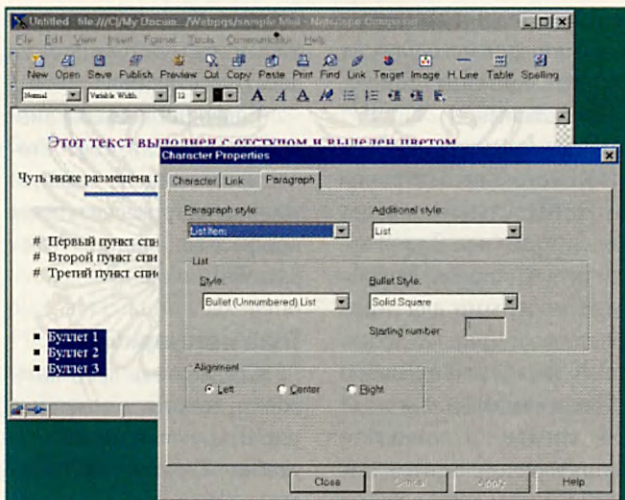 Untitled : file:///C|/My Docum.../Webpgs/sample.html - Netscape Composer
File Edit View Insert Format Tools Communicator Help
New Open Save Publish Preview Cut Copy Paste Print Find Link Target Image H. Line Table Spelling
Normal Variable Width 12 A A A
Этот текст выполнен с отступом и выделен цветом
Чуть ниже размещена г
# Первый пункт спи
# Второй пункт спи
# Третий пункт спи
Буллет 1
Буллет 2
Буллет 3
Character Properties
Character Link Paragraph
Paragraph style: Additional style:
List Item List
List
Style: Bullet Style:
Bullet (Unnumbered) List Solid Square
Starting number:
Alignment
Left Center Right
Close Cancel Apply Help